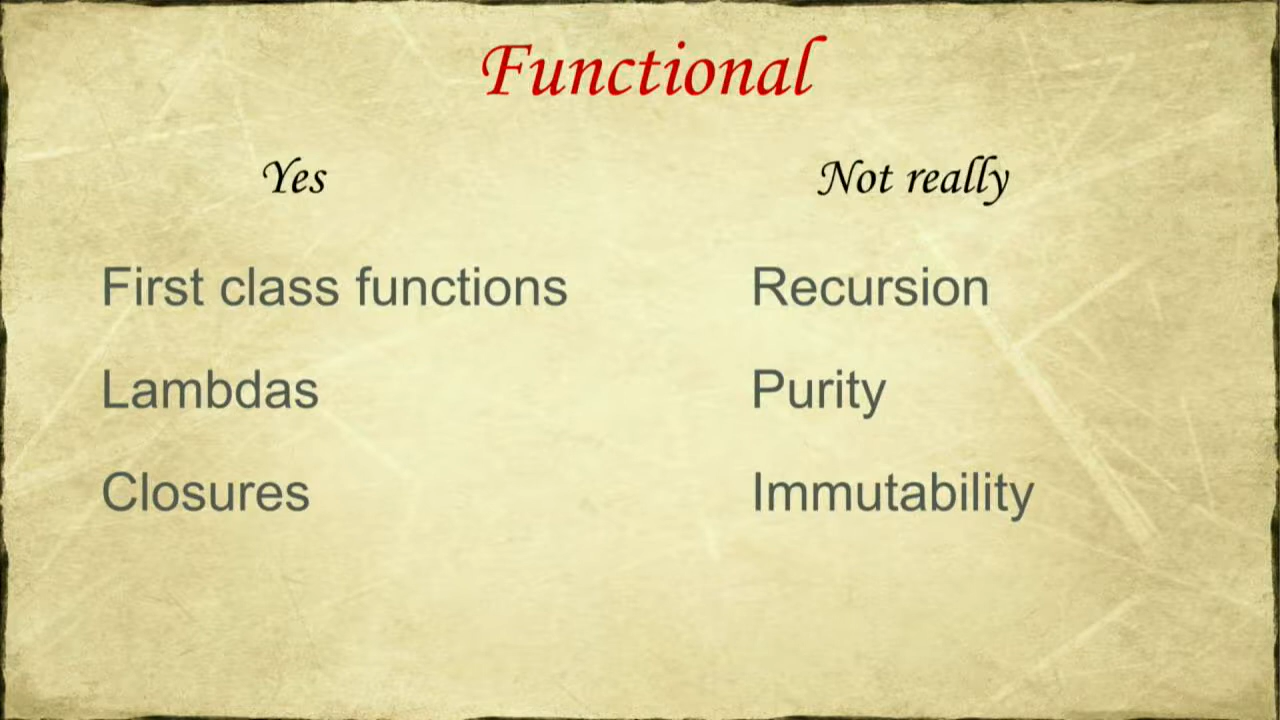 Functional
Yes
First class functions
Lambdas
Closures
Not really
Recursion
Purity
Immutability